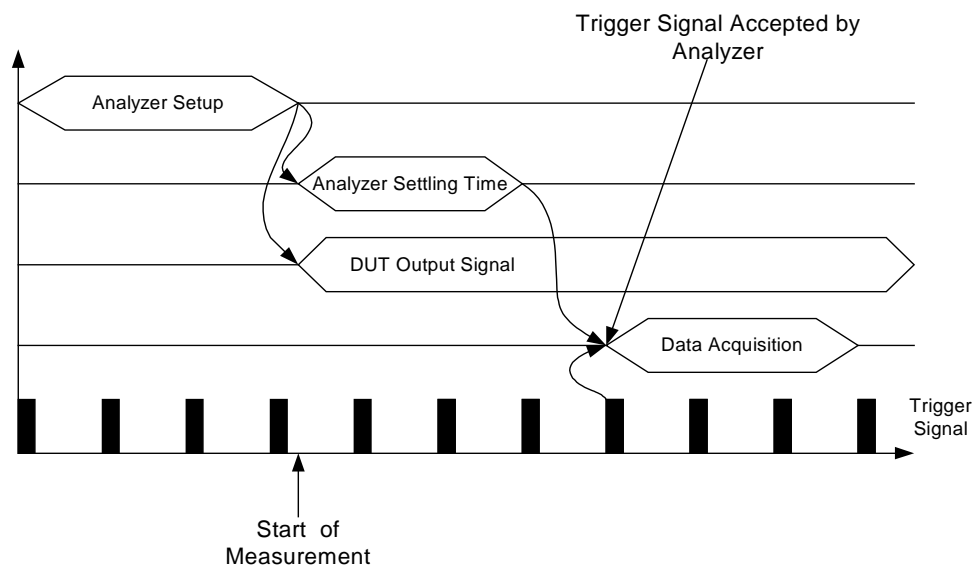 Trigger Signal Accepted by
Analyzer
Analyzer Setup
Analyzer Settling Time
DUT Output Signal
Data Acquisition
Trigger
Signal
Start of
Measurement